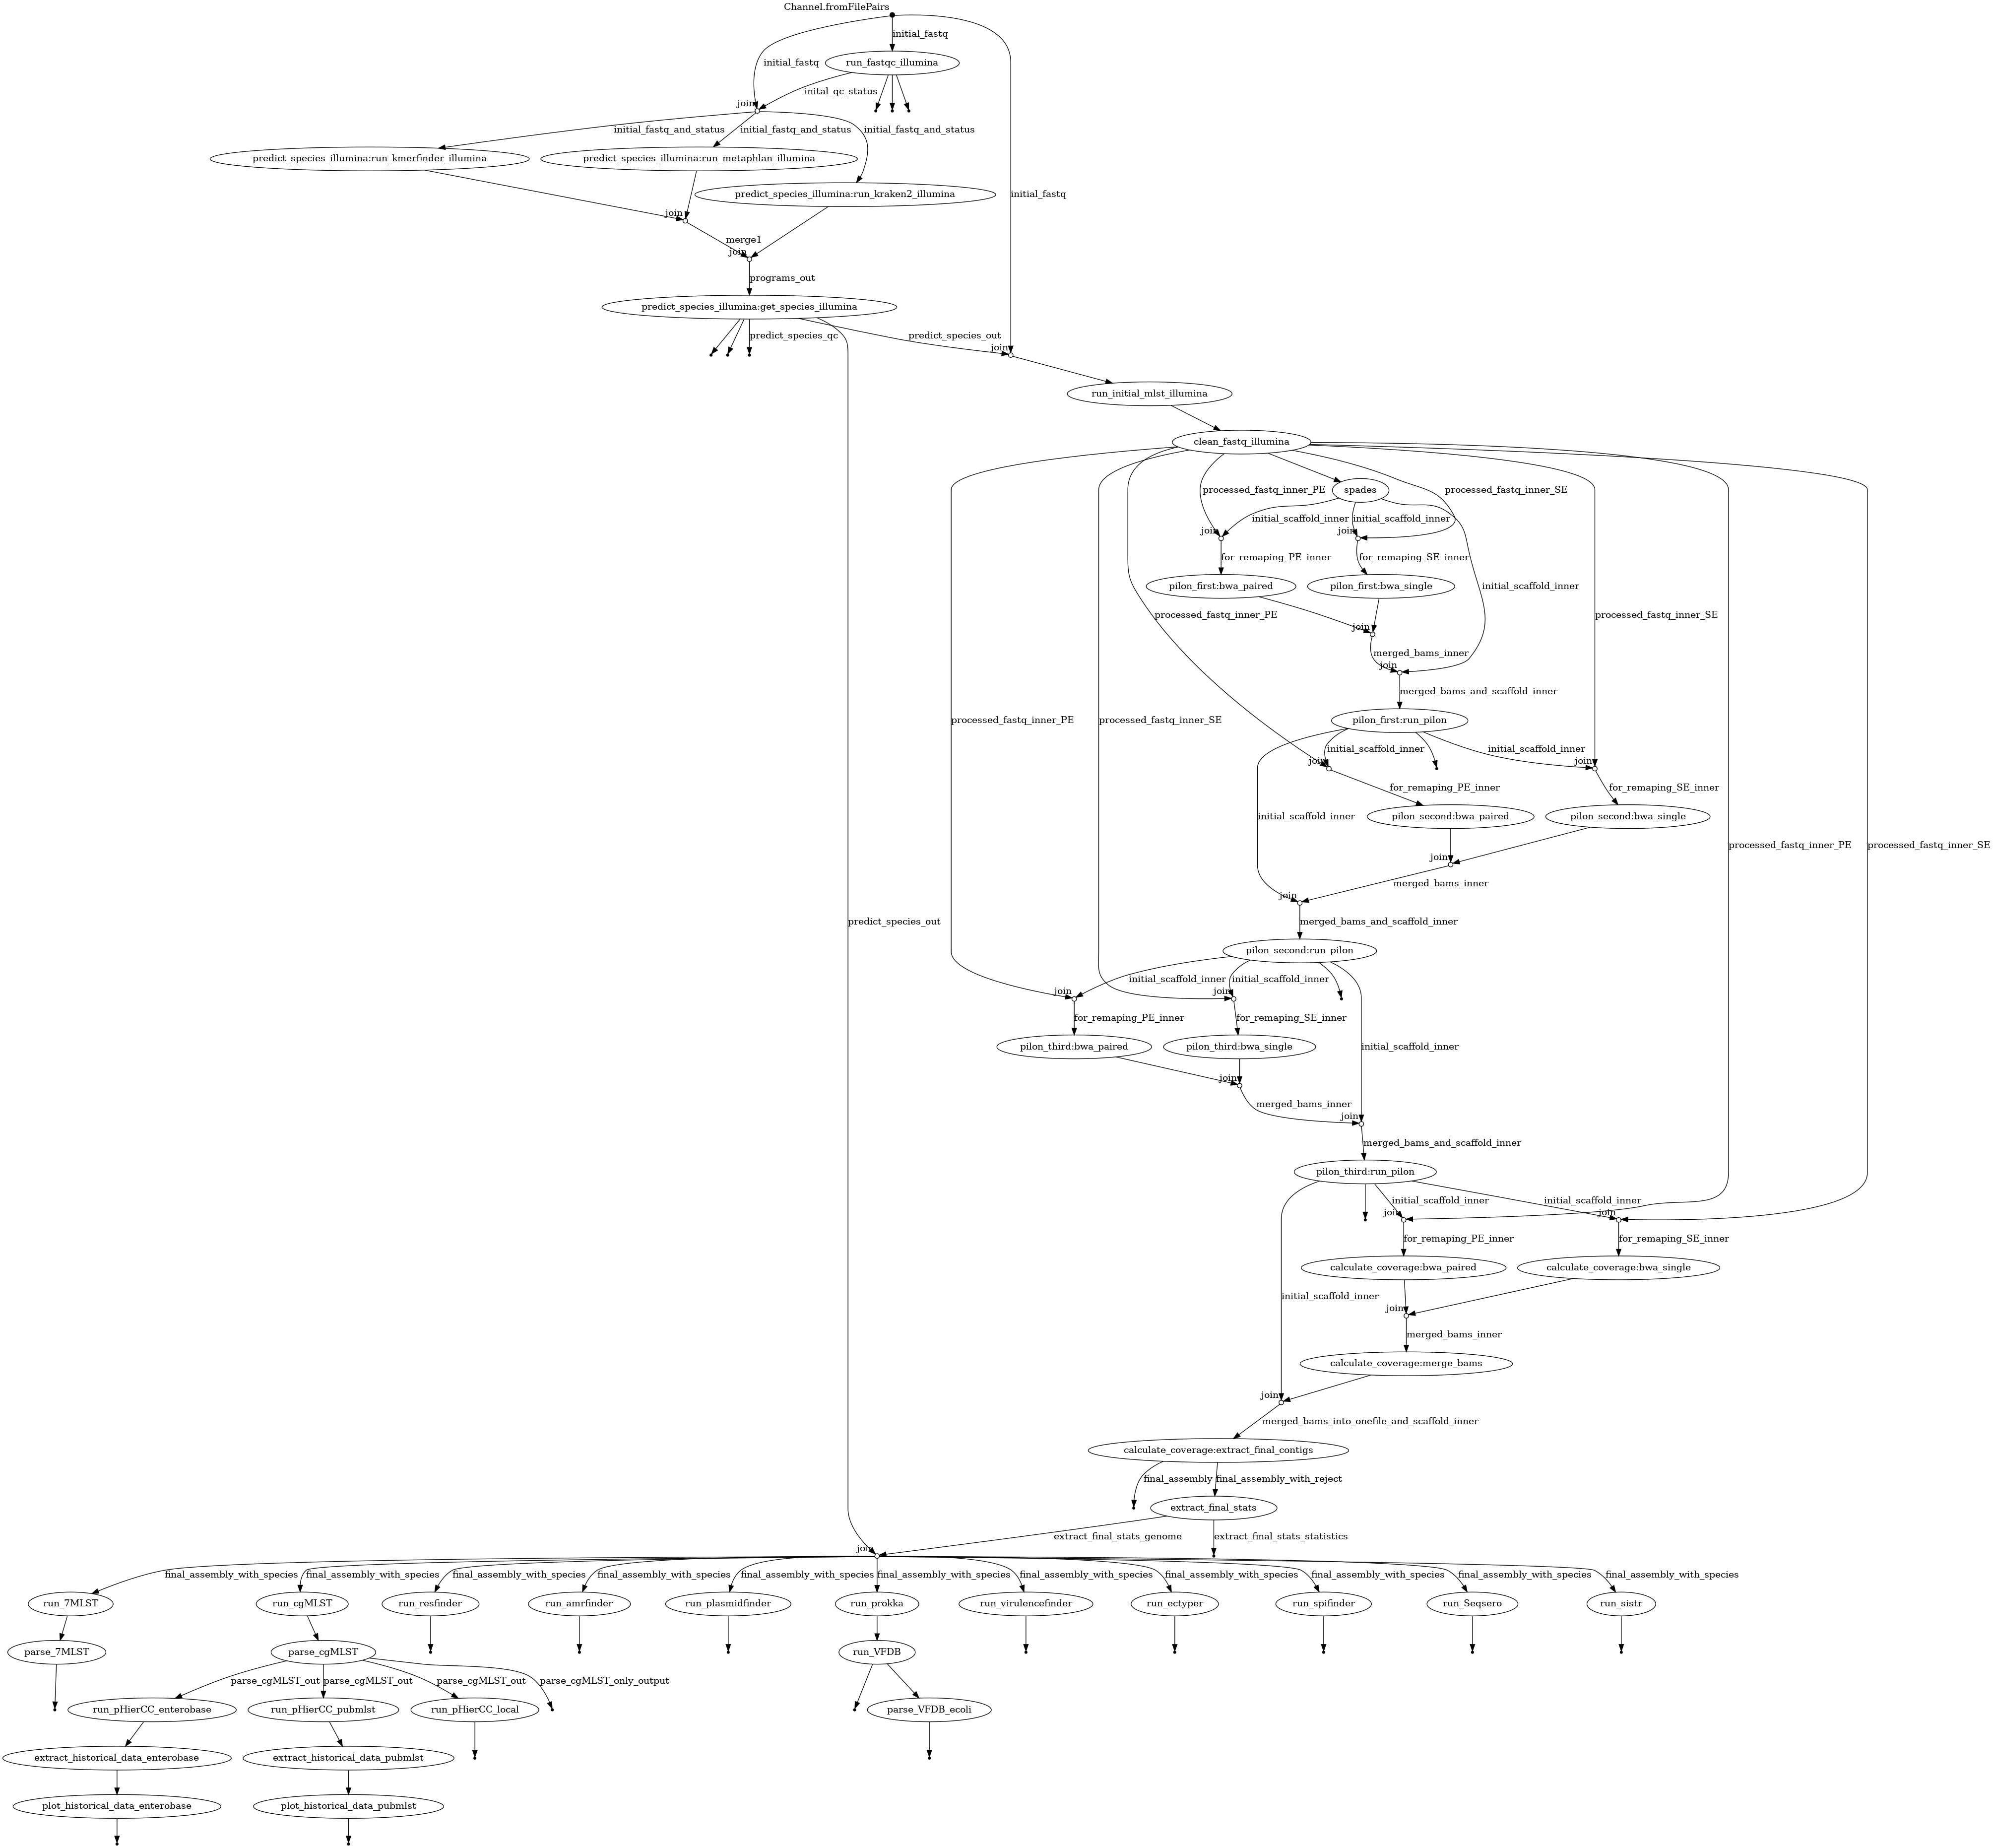 Channel.fromFilePairs
initial_fastq
initial_fastq
run_fastqc_illumina
inital_qc_status
join
initial_fastq_and_status
initial_fastq_and_status
initial_fastq_and_status
predict_species_illumina:run_kmerfinder_illumina
predict_species_illumina:run_metaphlan_illumina
predict_species_illumina:run_kraken2_illumina
initial_fastq
join
merge1
join
programs_out
predict_species_illumina:get_species_illumina
predict_species_qc
predict_species_out
join
run_initial_mlst_illumina
clean_fastq_illumina
processed_fastq_inner_PE
spades
processed_fastq_inner_SE
initial_scaffold_inner
initial_scaffold_inner
join
join
for_remaping_PE_inner
for_remaping_SE_inner
pilon_first:bwa_paired
pilon_first:bwa_single
initial_scaffold_inner
processed_fastq_inner_PE
processed_fastq_inner_SE
join
merged_bams_inner
join
merged_bams_and_scaffold_inner
processed_fastq_inner_PE
processed_fastq_inner_SE
pilon_first:run_pilon
initial_scaffold_inner
initial_scaffold_inner
join
join
for_remaping_PE_inner
for_remaping_SE_inner
initial_scaffold_inner
pilon_second:bwa_paired
pilon_second:bwa_single
processed_fastq_inner_PE
processed_fastq_inner_SE
join
merged_bams_inner
join
predict_species_out
merged_bams_and_scaffold_inner
pilon_second:run_pilon
initial_scaffold_inner
initial_scaffold_inner
join
join
for_remaping_PE_inner
for_remaping_SE_inner
pilon_third:bwa_paired
pilon_third:bwa_single
initial_scaffold_inner
join
merged_bams_inner
join
merged_bams_and_scaffold_inner
pilon_third:run_pilon
initial_scaffold_inner
initial_scaffold_inner
join
join
for_remaping_PE_inner
for_remaping_SE_inner
calculate_coverage:bwa_paired
calculate_coverage:bwa_single
initial_scaffold_inner
join
merged_bams_inner
calculate_coverage:merge_bams
join
merged_bams_into_onefile_and_scaffold_inner
calculate_coverage:extract_final_contigs
final_assembly
final_assembly_with_reject
extract_final_stats
extract_final_stats_genome
extract_final_stats_statistics
join
final_assembly_with_species
final_assembly_with_species
final_assembly_with_species
final_assembly_with_species
final_assembly_with_species
final_assembly_with_species
final_assembly_with_species
final_assembly_with_species
final_assembly_with_species
final_assembly_with_species
final_assembly_with_species
run_7MLST
run_cgMLST
run_resfinder
run_amrfinder
run_plasmidfinder
run_prokka
run_virulencefinder
run_ectyper
run_spifinder
run_Seqsero
run_sistr
parse_7MLST
parse_cgMLST
run_VFDB
parse_cgMLST_out
parse_cgMLST_out
parse_cgMLST_out
parse_cgMLST_only_output
run_pHierCC_enterobase
run_pHierCC_pubmlst
run_pHierCC_local
parse_VFDB_ecoli
extract_historical_data_enterobase
extract_historical_data_pubmlst
plot_historical_data_enterobase
plot_historical_data_pubmlst